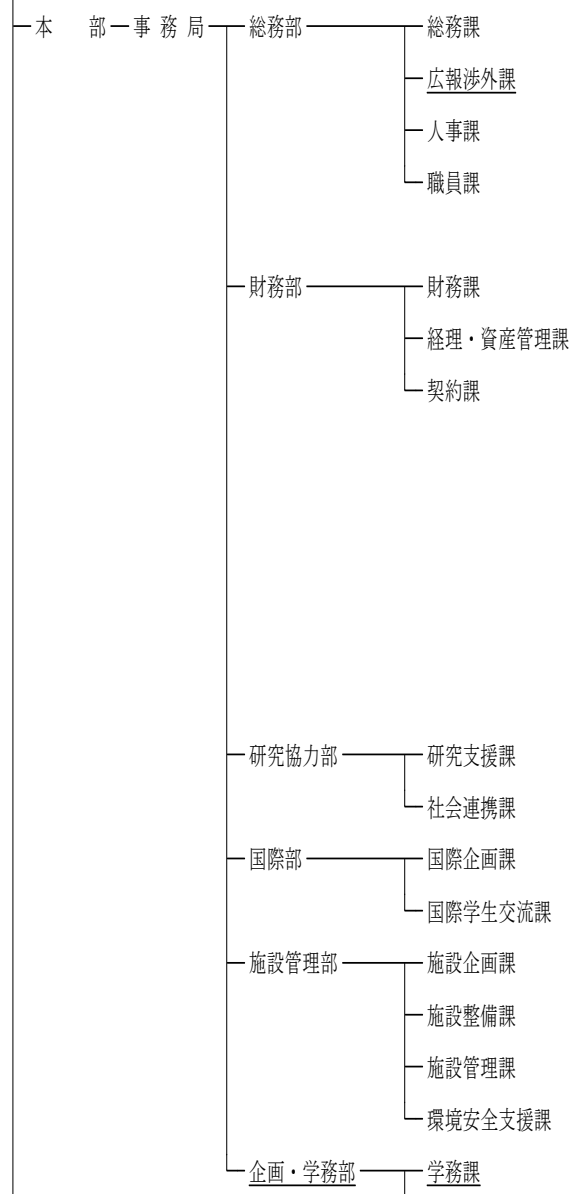 本　　部 事務局 総務部 総務課
広報渉外課
人事課
職員課
財務部 財務課
経理・資産管理課
契約課
研究協力部 研究支援課
社会連携課
国際部 国際企画課
国際学生交流課
施設管理部 施設企画課
施設整備課
施設管理課
環境安全支援課
企画・学務部 学務課